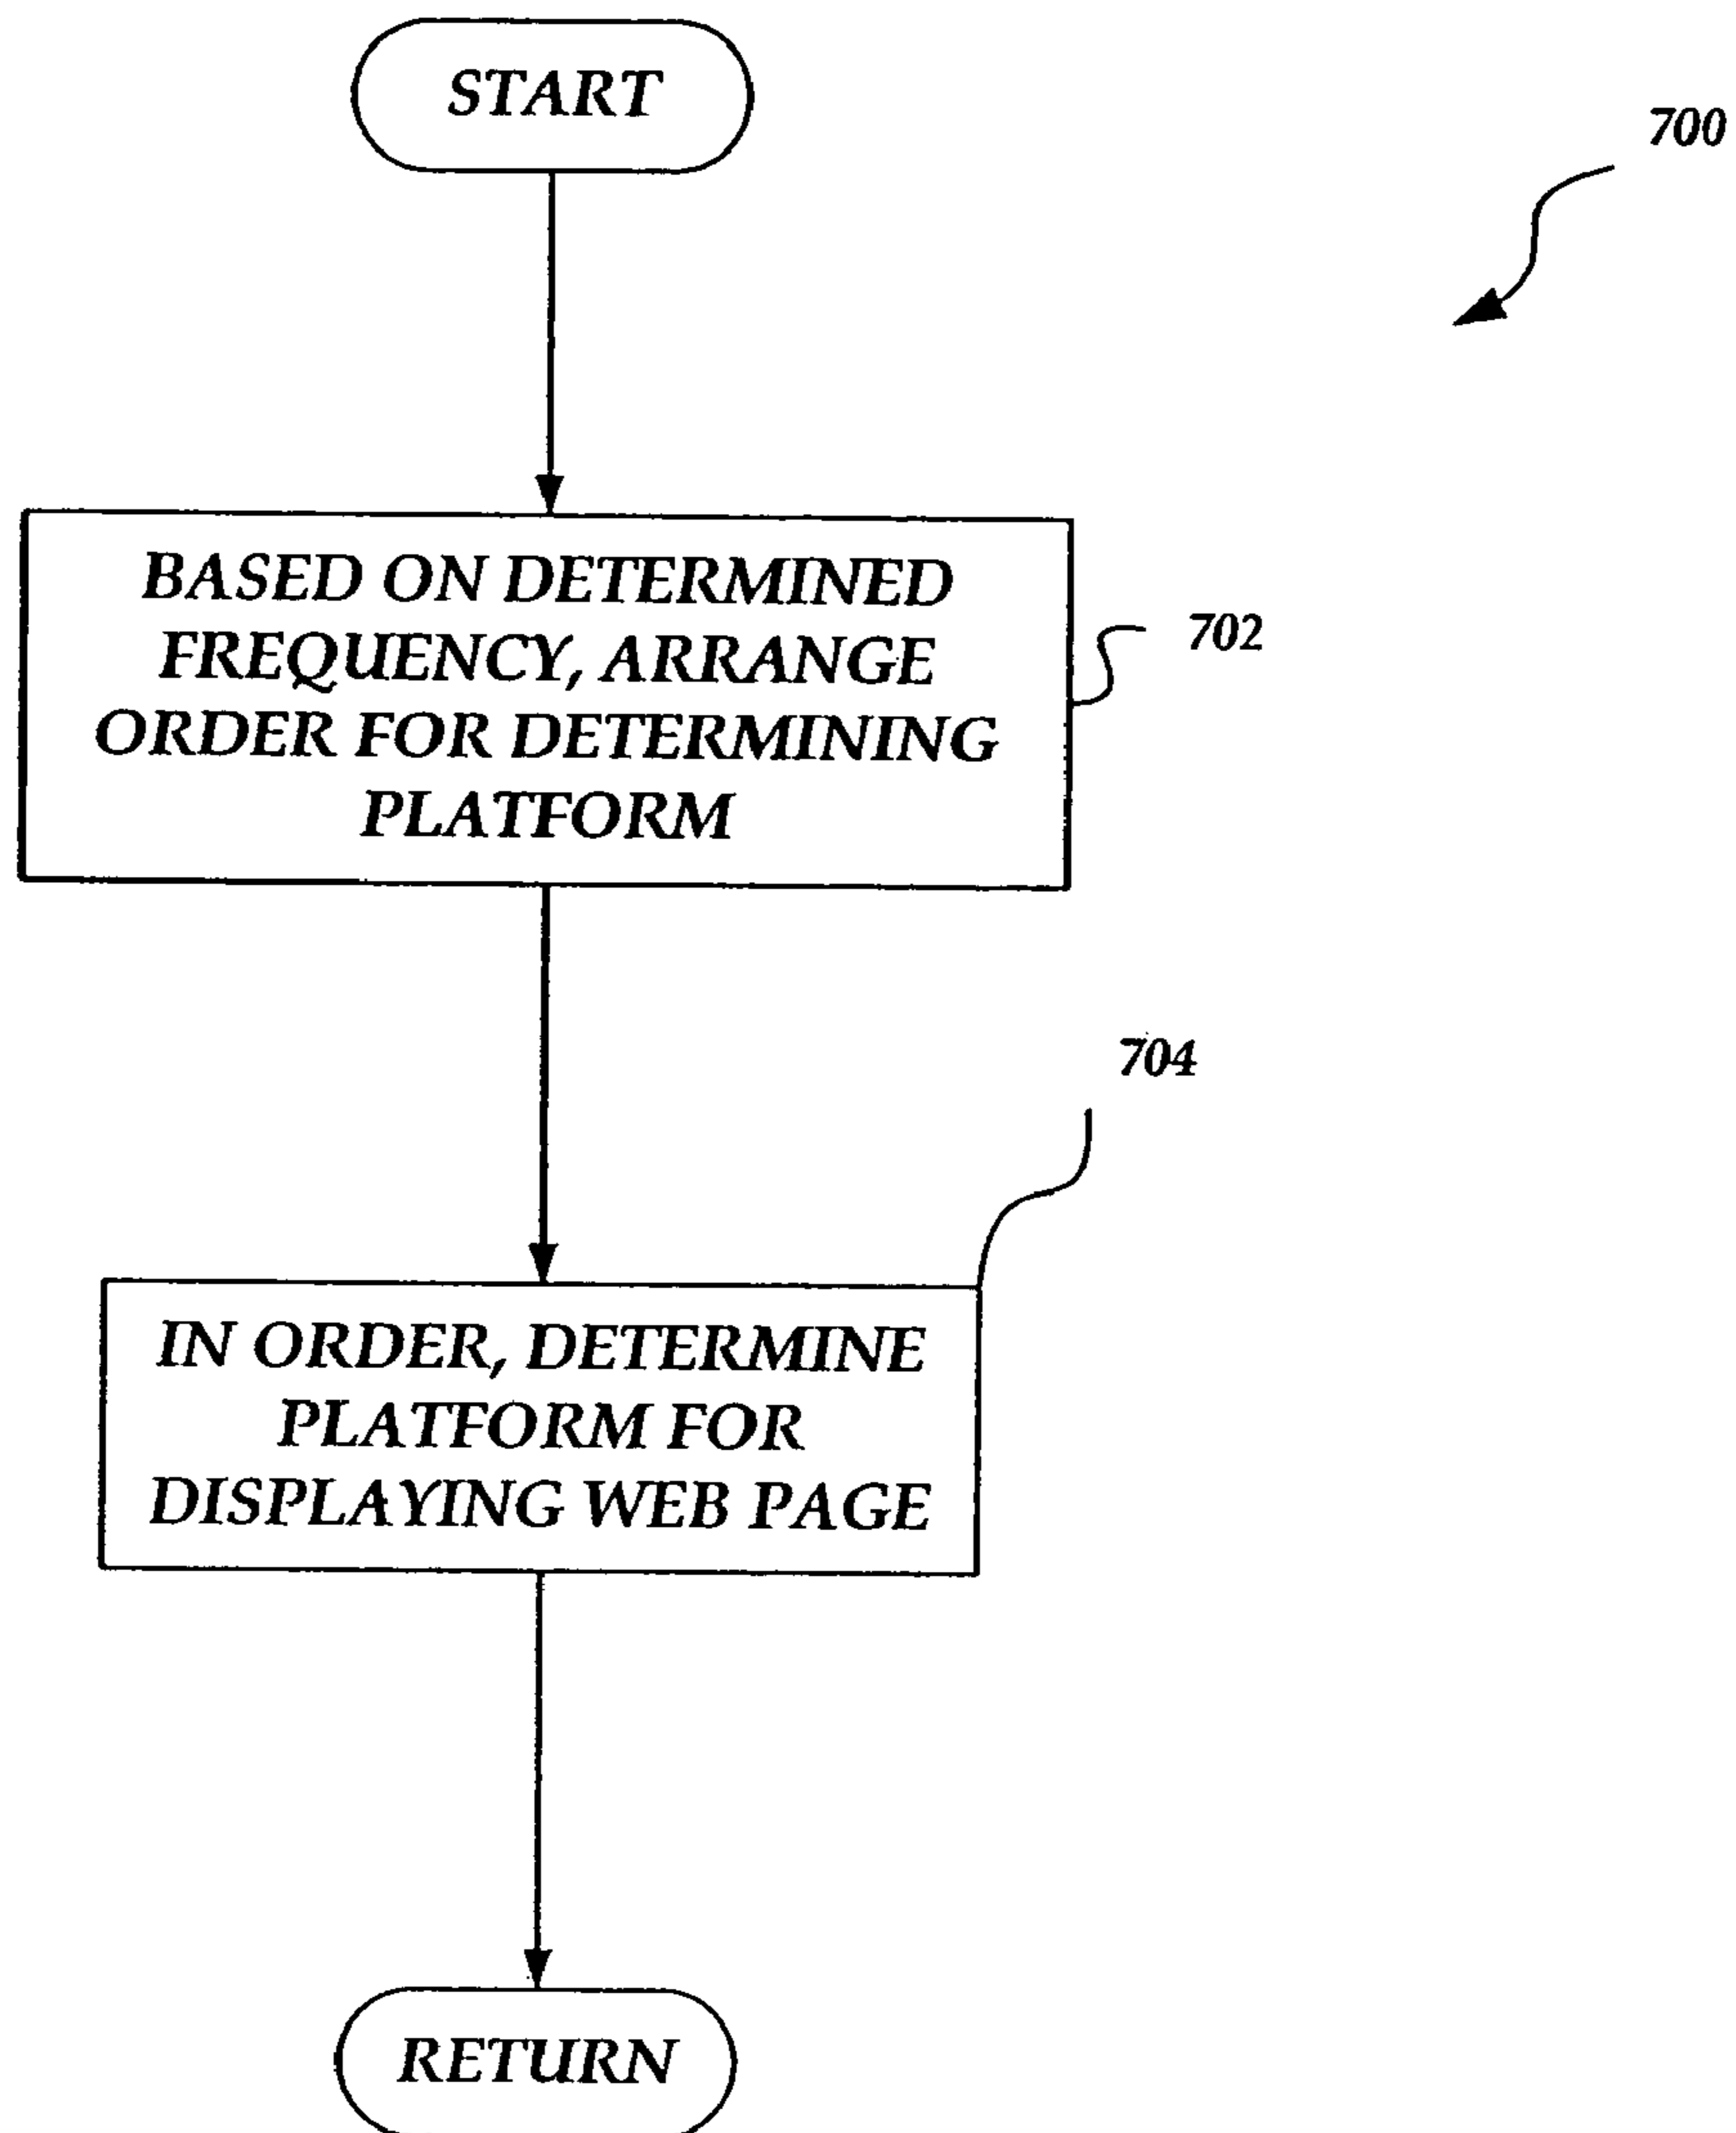 START
700
BASED ON DETERMINED
FREQUENCY, ARRANGE
ORDER FOR DETERMINING
PLATFORM
702
704
IN ORDER, DETERMINE
PLATFORM FOR
DISPLAYING WEB PAGE
RETURN